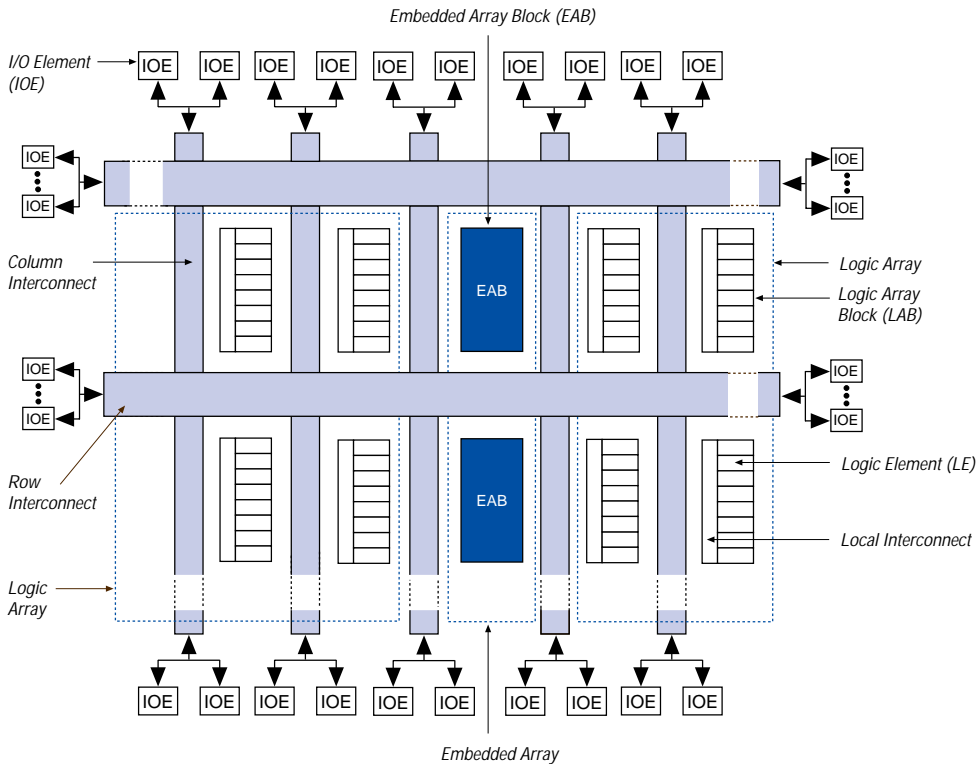 Embedded Array Block (EAB)
I/O Element
(IOE)
IOE IOE IOE IOE IOE IOE IOE IOE IOE IOE
IOE
IOE
IOE
IOE
Column
Interconnect
EAB
Logic Array
Logic Array
Block (LAB)
IOE
IOE
IOE
IOE
Row
Interconnect
EAB
Logic Element (LE)
Local Interconnect
Logic
Array
IOE IOE IOE IOE IOE IOE IOE IOE IOE IOE
Embedded Array